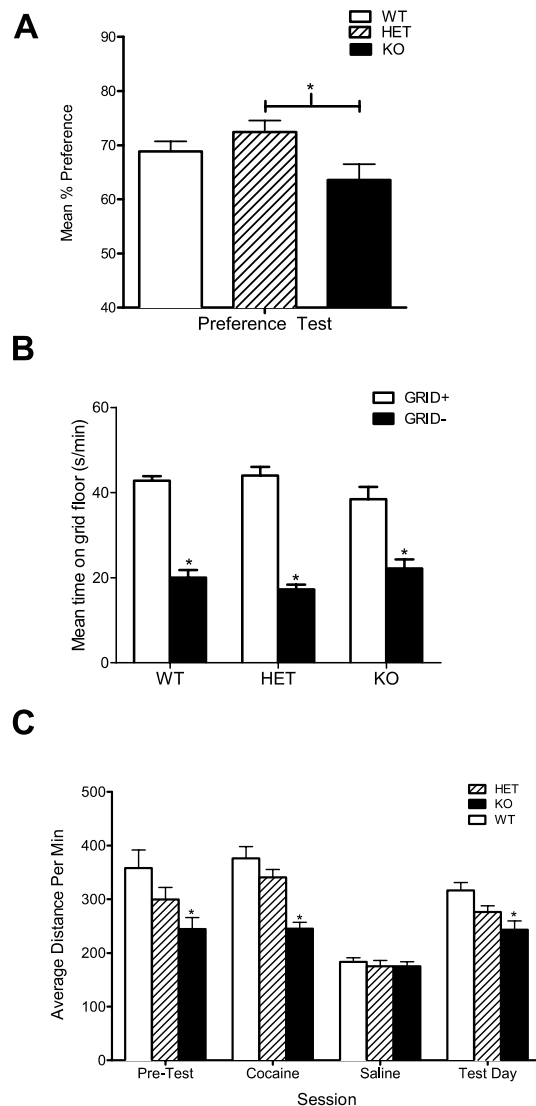 A
WT
HET
KO
90
80
70
60
50
40
Mean % Preference
*
Preference Test
B
GRID+
GRID-
60
40
20
0
Mean time on grid floor (s/min)
*
*
*
WT
HET
KO
C
HET
KO
WT
500
400
300
200
100
0
Average Distance Per Min
*
*
*
Pre-Test
Cocaine
Saline
Test Day
Session